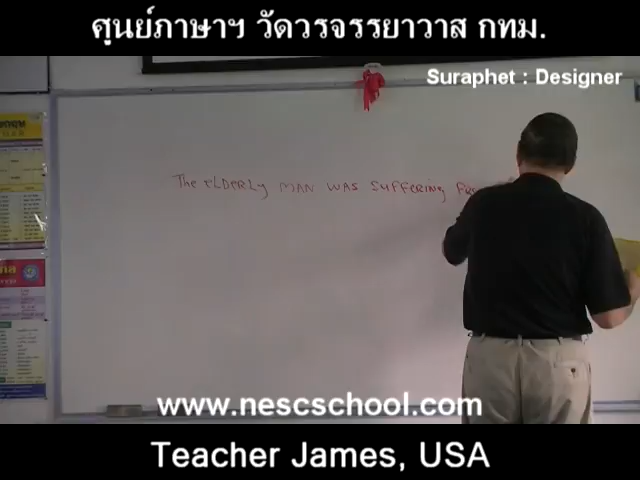 ศูนย์ภาษาฯ วัดวรจรรยาวาส กทม.
Suraphet : Designer
The ELDERLy MAN WAS SUFFERING
www.nescschool.com
Teacher James, USA